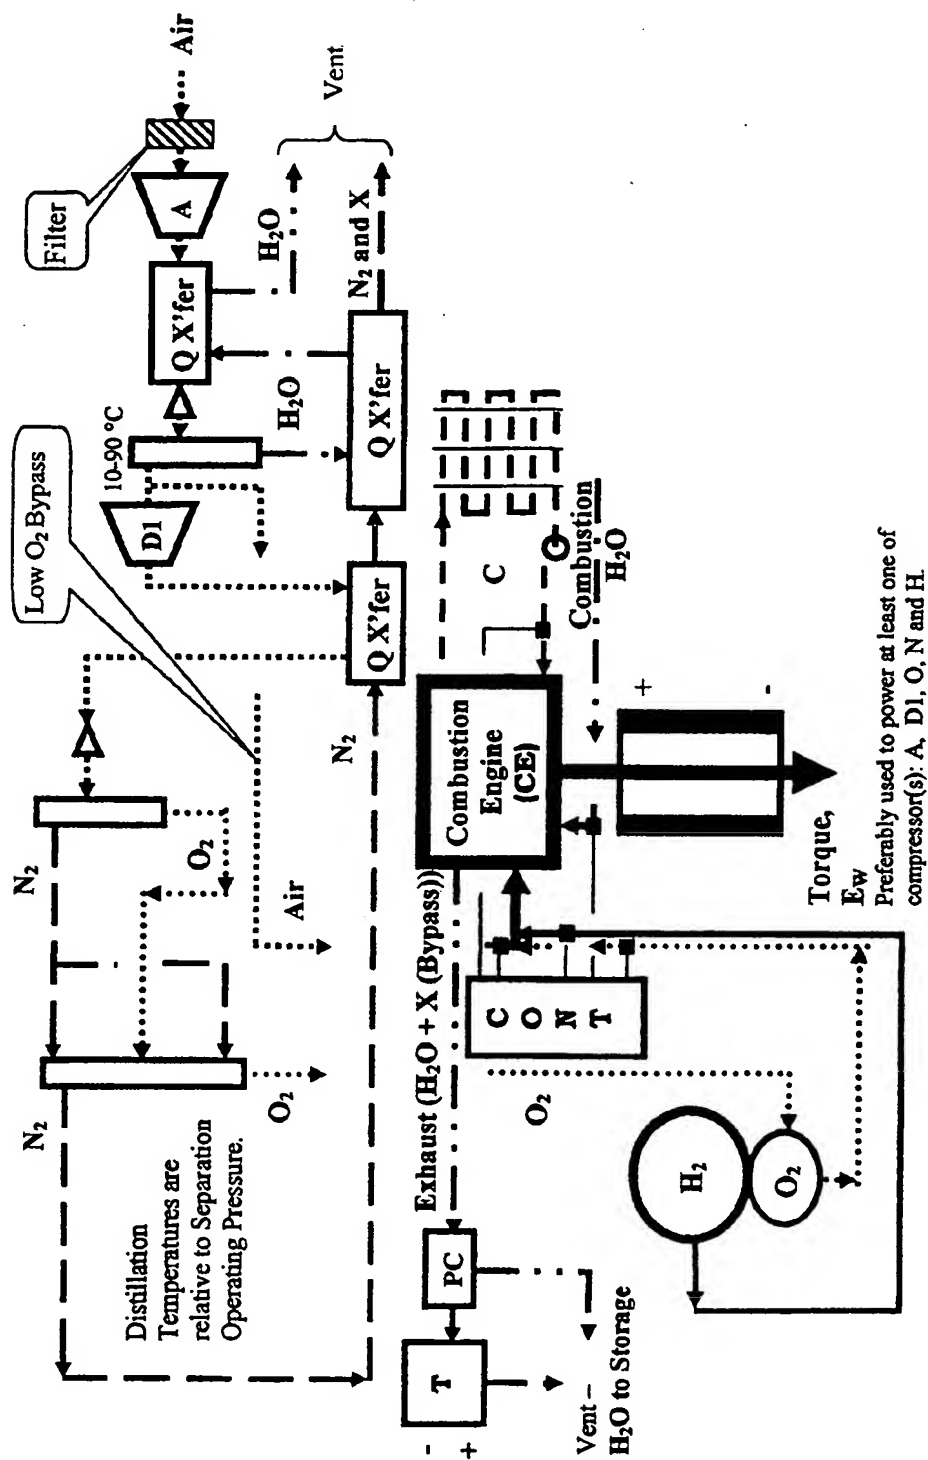 Filter
Air
A
Q X'fer
H₂O
Vent
N₂ and X
10-90 °C
H₂O
Q X'fer
D1
Low O₂ Bypass
Q X'fer
N₂
N₂
O₂
Air
N₂
O₂
Distillation
Temperatures are
relative to Separation
Operating Pressure.
C
Combustion
H₂O
Combustion
Engine
(CE)
+
-
Torque,
Ew
Preferably used to power at least one of
compressor(s): A, D1, O, N and H.
Exhaust (H₂O + X (Bypass))
C
O
N
T
O₂
H₂
O₂
PC
T
-
+
Vent –
H₂O to Storage